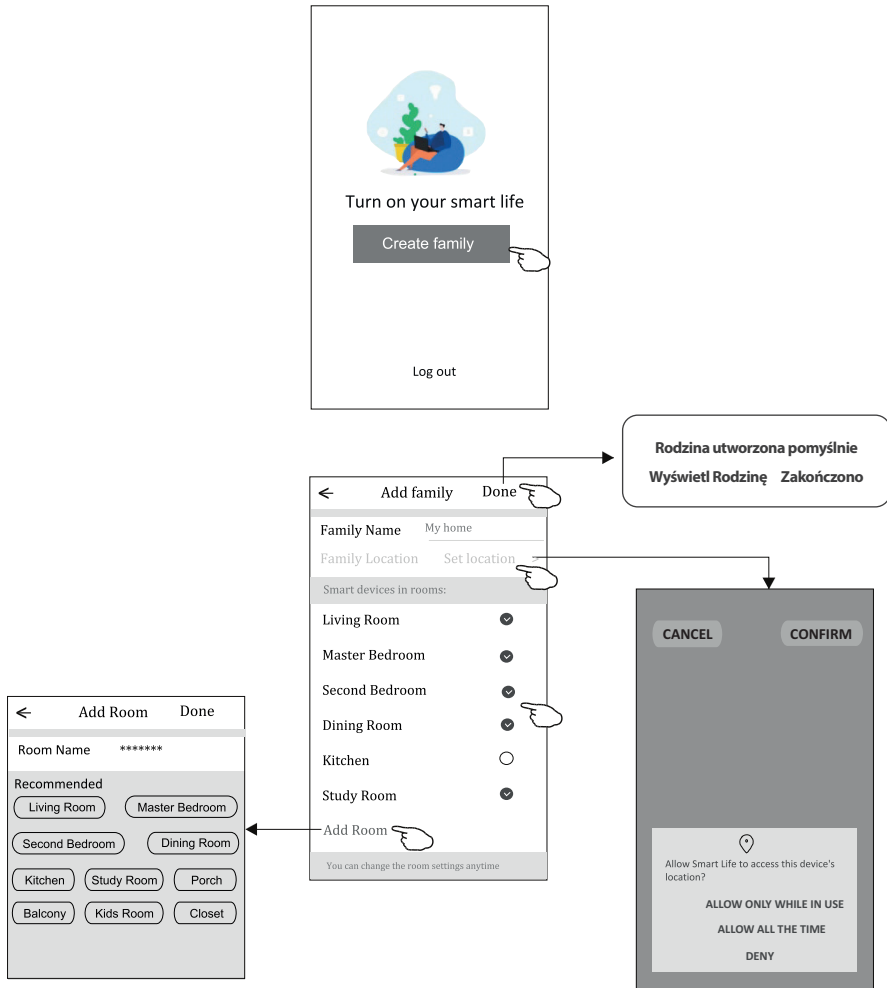 Turn on your smart life
Create family
Log out
Rodzina utworzona pomyślnie
Wyświetl Rodzinę Zakończono
Add family Done
Family Name My home
Family Location Set location >
Smart devices in rooms:
Living Room
Master Bedroom
Second Bedroom
Dining Room
Kitchen
Study Room
Add Room
You can change the room settings anytime
Add Room Done
Room Name *******
Recommended
Living Room Master Bedroom
Second Bedroom Dining Room
Kitchen Study Room Porch
Balcony Kids Room Closet
CANCEL CONFIRM
Allow Smart Life to access this device's
location?
ALLOW ONLY WHILE IN USE
ALLOW ALL THE TIME
DENY